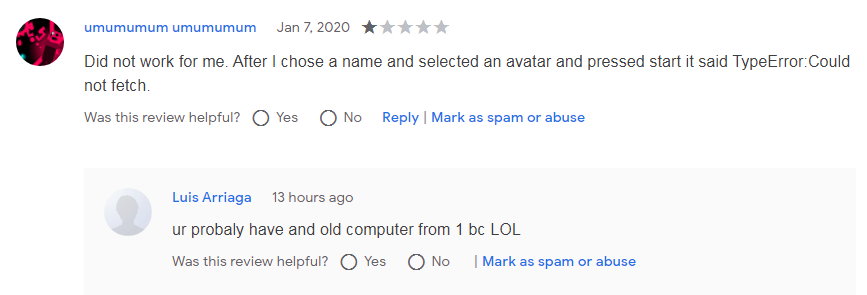 umumumum umumumum Jan 7, 2020
Did not work for me. After I chose a name and selected an avatar and pressed start it said TypeError:Could
not fetch.
Was this review helpful? Yes No Reply | Mark as spam or abuse
Luis Arriaga 13 hours ago
ur probaly have and old computer from 1 bc LOL
Was this review helpful? Yes No | Mark as spam or abuse